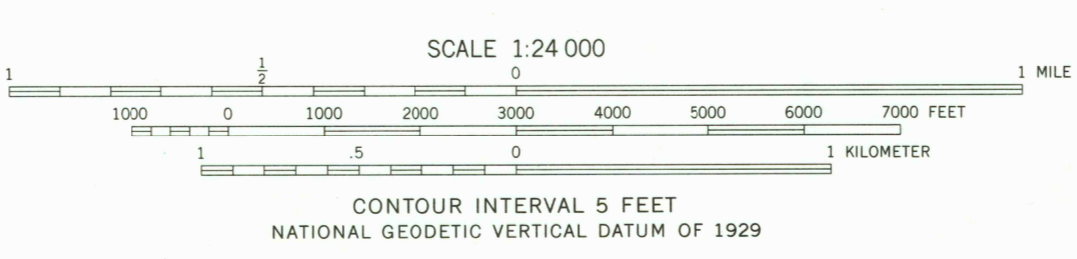 SCALE 1:24 000
1 1/2 0 1 MILE
1000 0 1000 2000 3000 4000 5000 6000 7000 FEET
1 .5 0 1 KILOMETER
CONTOUR INTERVAL 5 FEET
NATIONAL GEODETIC VERTICAL DATUM OF 1929